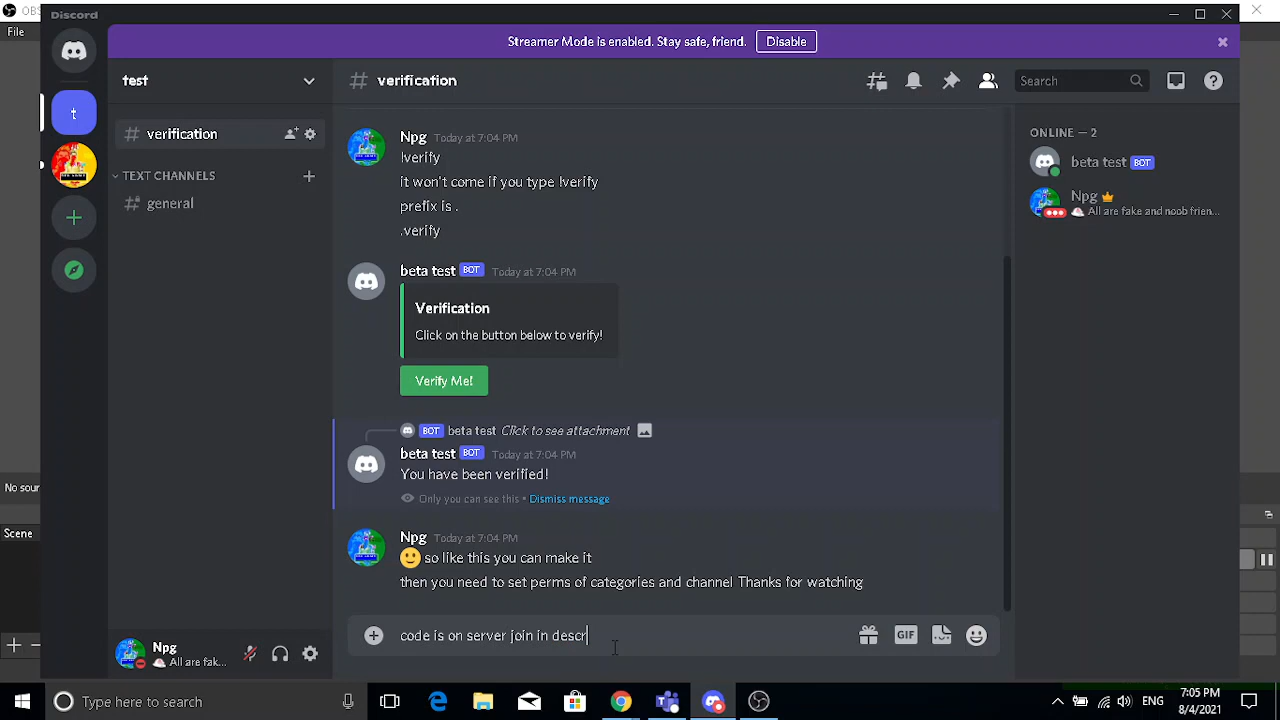 OBS
File
Discord
Streamer Mode is enabled. Stay safe, friend.
Disable
test
verification
Search
t
verification
TEXT CHANNELS
general
Npg Today at 7:04 PM
!verify
it won't come if you type !verify
prefix is .
.verify
beta test BOT Today at 7:04 PM
Verification
Click on the button below to verify!
Verify Me!
BOT beta test Click to see attachment
beta test BOT Today at 7:04 PM
You have been verified!
Only you can see this • Dismiss message
Npg Today at 7:04 PM
so like this you can make it
then you need to set perms of categories and channel Thanks for watching
code is on server join in descr
GIF
ONLINE — 2
beta test BOT
Npg
All are fake and noob frien...
No sour
Scene
Npg
All are fak...
Type here to search
ENG
7:05 PM
8/4/2021